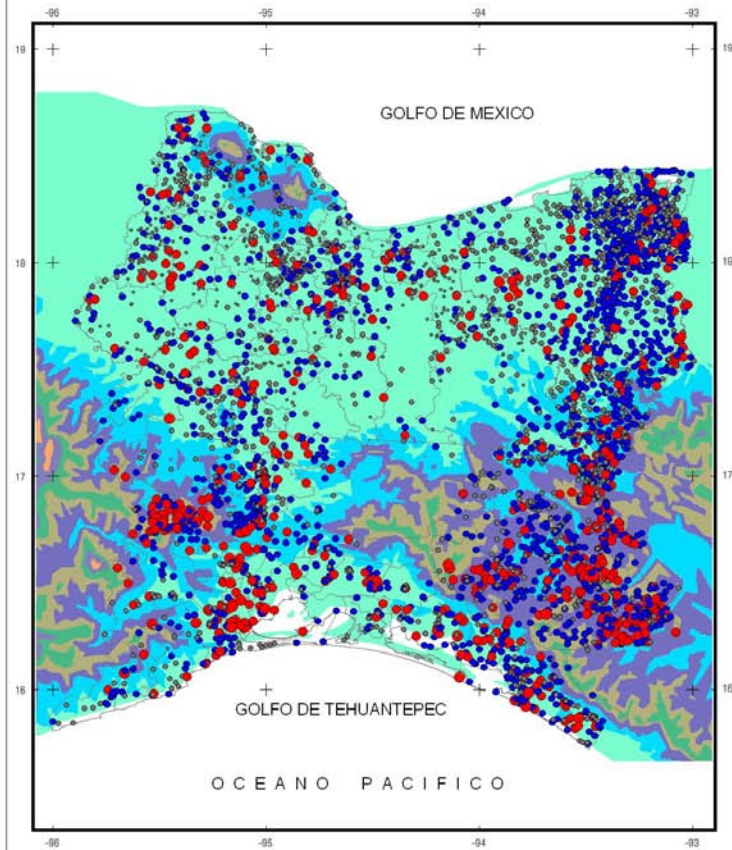 -96 -95 -94 -93
19 19
GOLFO DE MEXICO
18 18
17 17
16 16
GOLFO DE TEHUANTEPEC
OCEANO PACIFICO
-96 -95 -94 -93